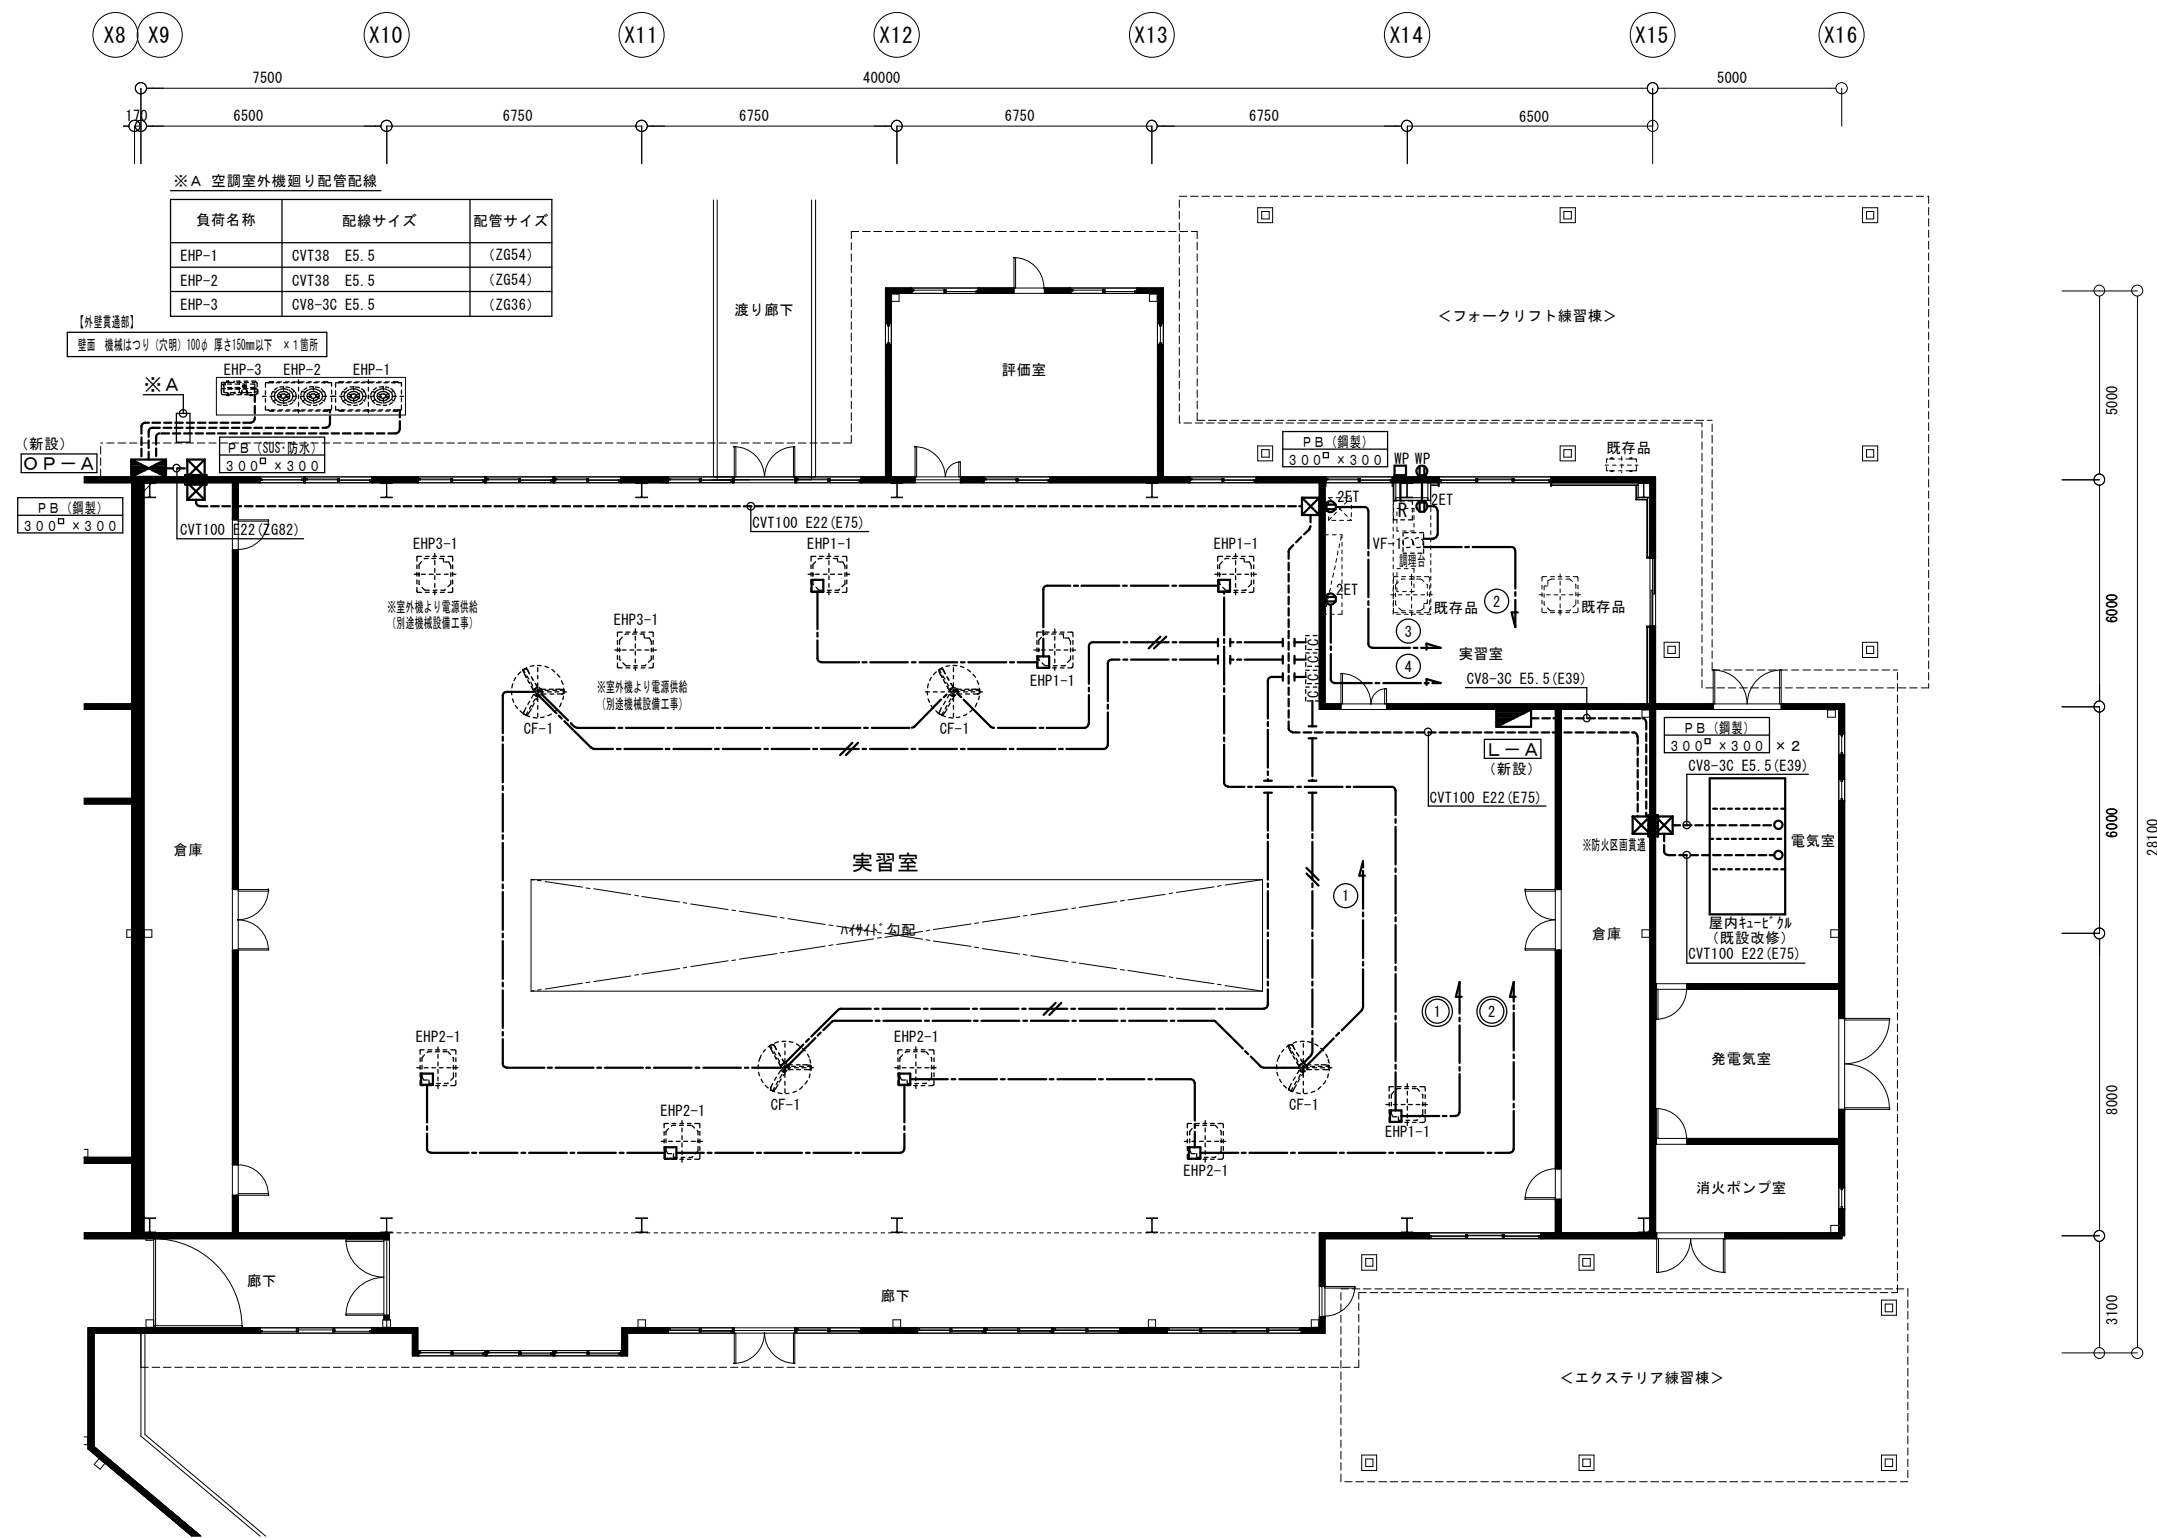 X8 X9 X10 X11 X12 X13 X14 X15 X16
7500 40000 5000
170 6500 6750 6750 6750 6750 6500
※A 空調室外機廻り配管配線
負荷名称 配線サイズ 配管サイズ
EHP-1 CVT38 E5.5 (ZG54)
EHP-2 CVT38 E5.5 (ZG54)
EHP-3 CV8-3C E5.5 (ZG36)
【外壁貫通部】
壁面 機械はつり(穴明)100φ 厚さ150mm以下 ×1箇所
EHP-3 EHP-2 EHP-1
※A
(新設)
OP-A
PB(SUS・防水)
300□×300
PB(鋼製)
300□×300
CVT100 E22(ZG82)
CVT100 E22(E75)
渡り廊下
評価室
<フォークリフト練習棟>
PB(鋼製)
300□×300
WP WP
既存品
2ET
2ET
R
VF-1
調理台
2ET
既存品
既存品
2
3
4
実習室
CV8-3C E5.5(E39)
EHP3-1
※室外機より電源供給
(別途機械設備工事)
EHP3-1
※室外機より電源供給
(別途機械設備工事)
EHP1-1
EHP1-1
EHP1-1
C
C
C
C
CF-1
CF-1
L-A
(新設)
PB(鋼製)
300□×300 ×2
CV8-3C E5.5(E39)
CVT100 E22(E75)
※防火区画貫通
電気室
屋内キュービクル
(既設改修)
CVT100 E22(E75)
倉庫
実習室
ハイサイド勾配
1
倉庫
1
2
EHP2-1
EHP2-1
EHP2-1
EHP2-1
CF-1
CF-1
EHP1-1
発電気室
消火ポンプ室
廊下
廊下
<エクステリア練習棟>
5000
6000
6000
8000
3100
28100